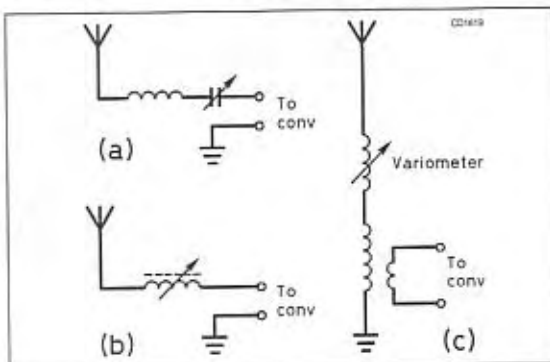 CD1619
To
conv
(a)
Variometer
To
conv
(b)
To
conv
(c)